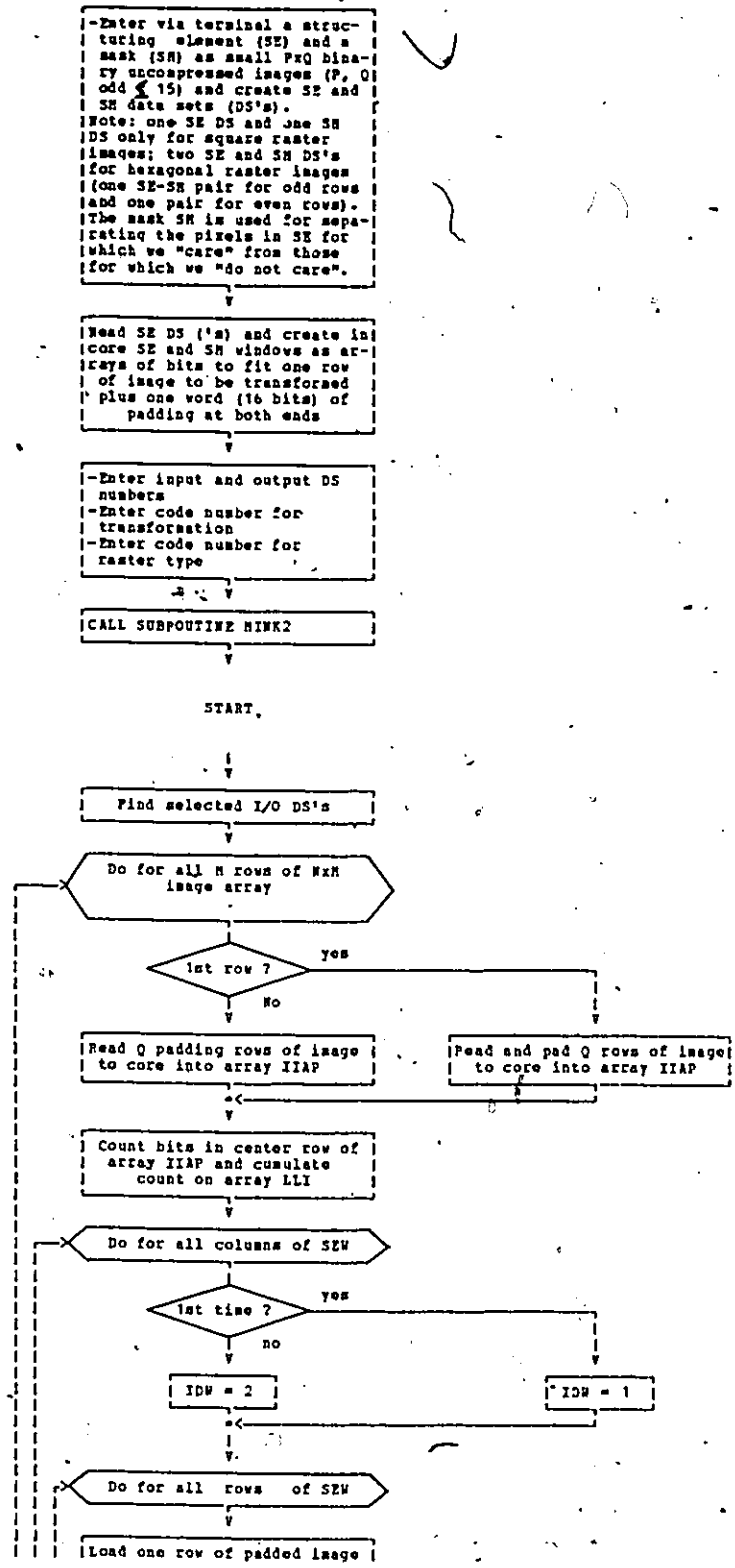 -Enter via terminal a struc-
turing element (SE) and a
mask (SM) as small PxQ bina-
ry uncompressed images (P, Q
odd ≤ 15) and create SE and
SM data sets (DS's).
Note: one SE DS and one SM
DS only for square raster
images; two SE and SM DS's
for hexagonal raster images
(one SE-SM pair for odd rows
and one pair for even rows).
The mask SM is used for sepa-
rating the pixels in SE for
which we "care" from those
for which we "do not care".
Read SE DS ('s) and create in
core SE and SM windows as ar-
rays of bits to fit one row
of image to be transformed
plus one word (16 bits) of
padding at both ends
-Enter input and output DS
numbers
-Enter code number for
transformation
-Enter code number for
raster type
CALL SUBPOUTINE MINK2
START.
Find selected I/O DS's
Do for all M rows of NxM
image array
1st row ?
yes
No
Read Q padding rows of image
to core into array IIAP
Read and pad Q rows of image
to core into array IIAP
Count bits in center row of
array IIAP and cumulate
count on array LLI
Do for all columns of SEW
1st time ?
yes
no
IDW = 2
IDW = 1
Do for all rows of SEW
Load one row of padded image